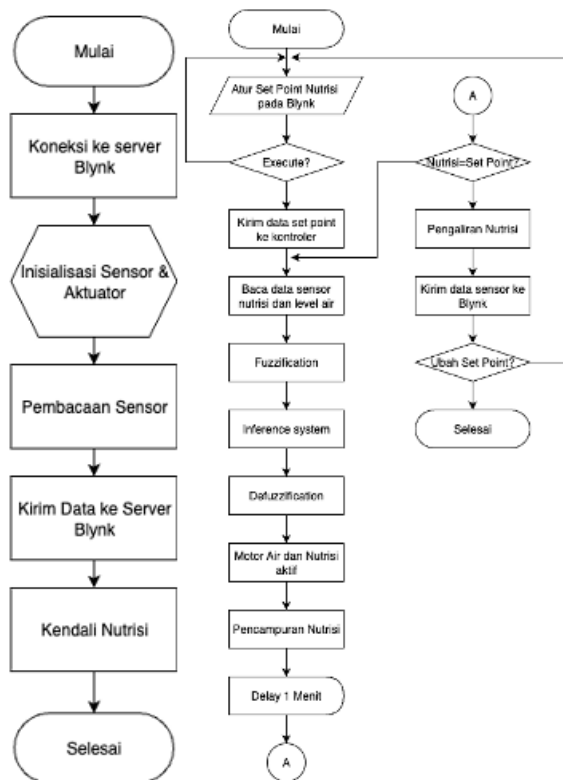 Mulai
Koneksi ke server
Blynk
Inisialisasi Sensor &
Aktuator
Pembacaan Sensor
Kirim Data ke Server
Blynk
Kendali Nutrisi
Selesai
Mulai
Atur Set Point Nutrisi
pada Blynk
Execute?
Kirim data set point
ke kontroler
Baca data sensor
nutrisi dan level air
Fuzzification
Inference system
Defuzzification
Motor Air dan Nutrisi
aktif
Pencampuran Nutrisi
Delay 1 Menit
A
A
Nutrisi=Set Point?
Pengaliran Nutrisi
Kirim data sensor ke
Blynk
Ubah Set Point?
Selesai